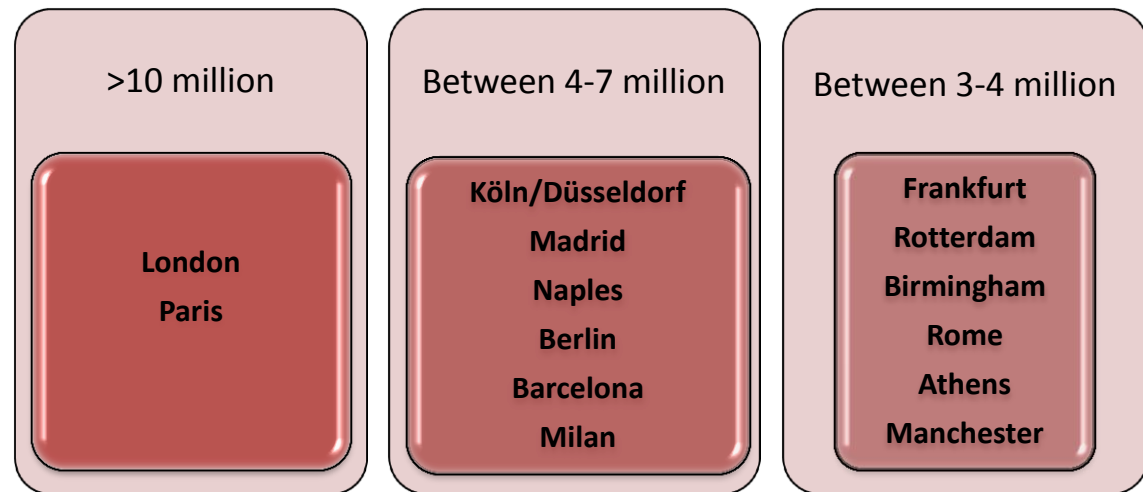 >10 million
London
Paris
Between 4-7 million
Köln/Düsseldorf
Madrid
Naples
Berlin
Barcelona
Milan
Between 3-4 million
Frankfurt
Rotterdam
Birmingham
Rome
Athens
Manchester